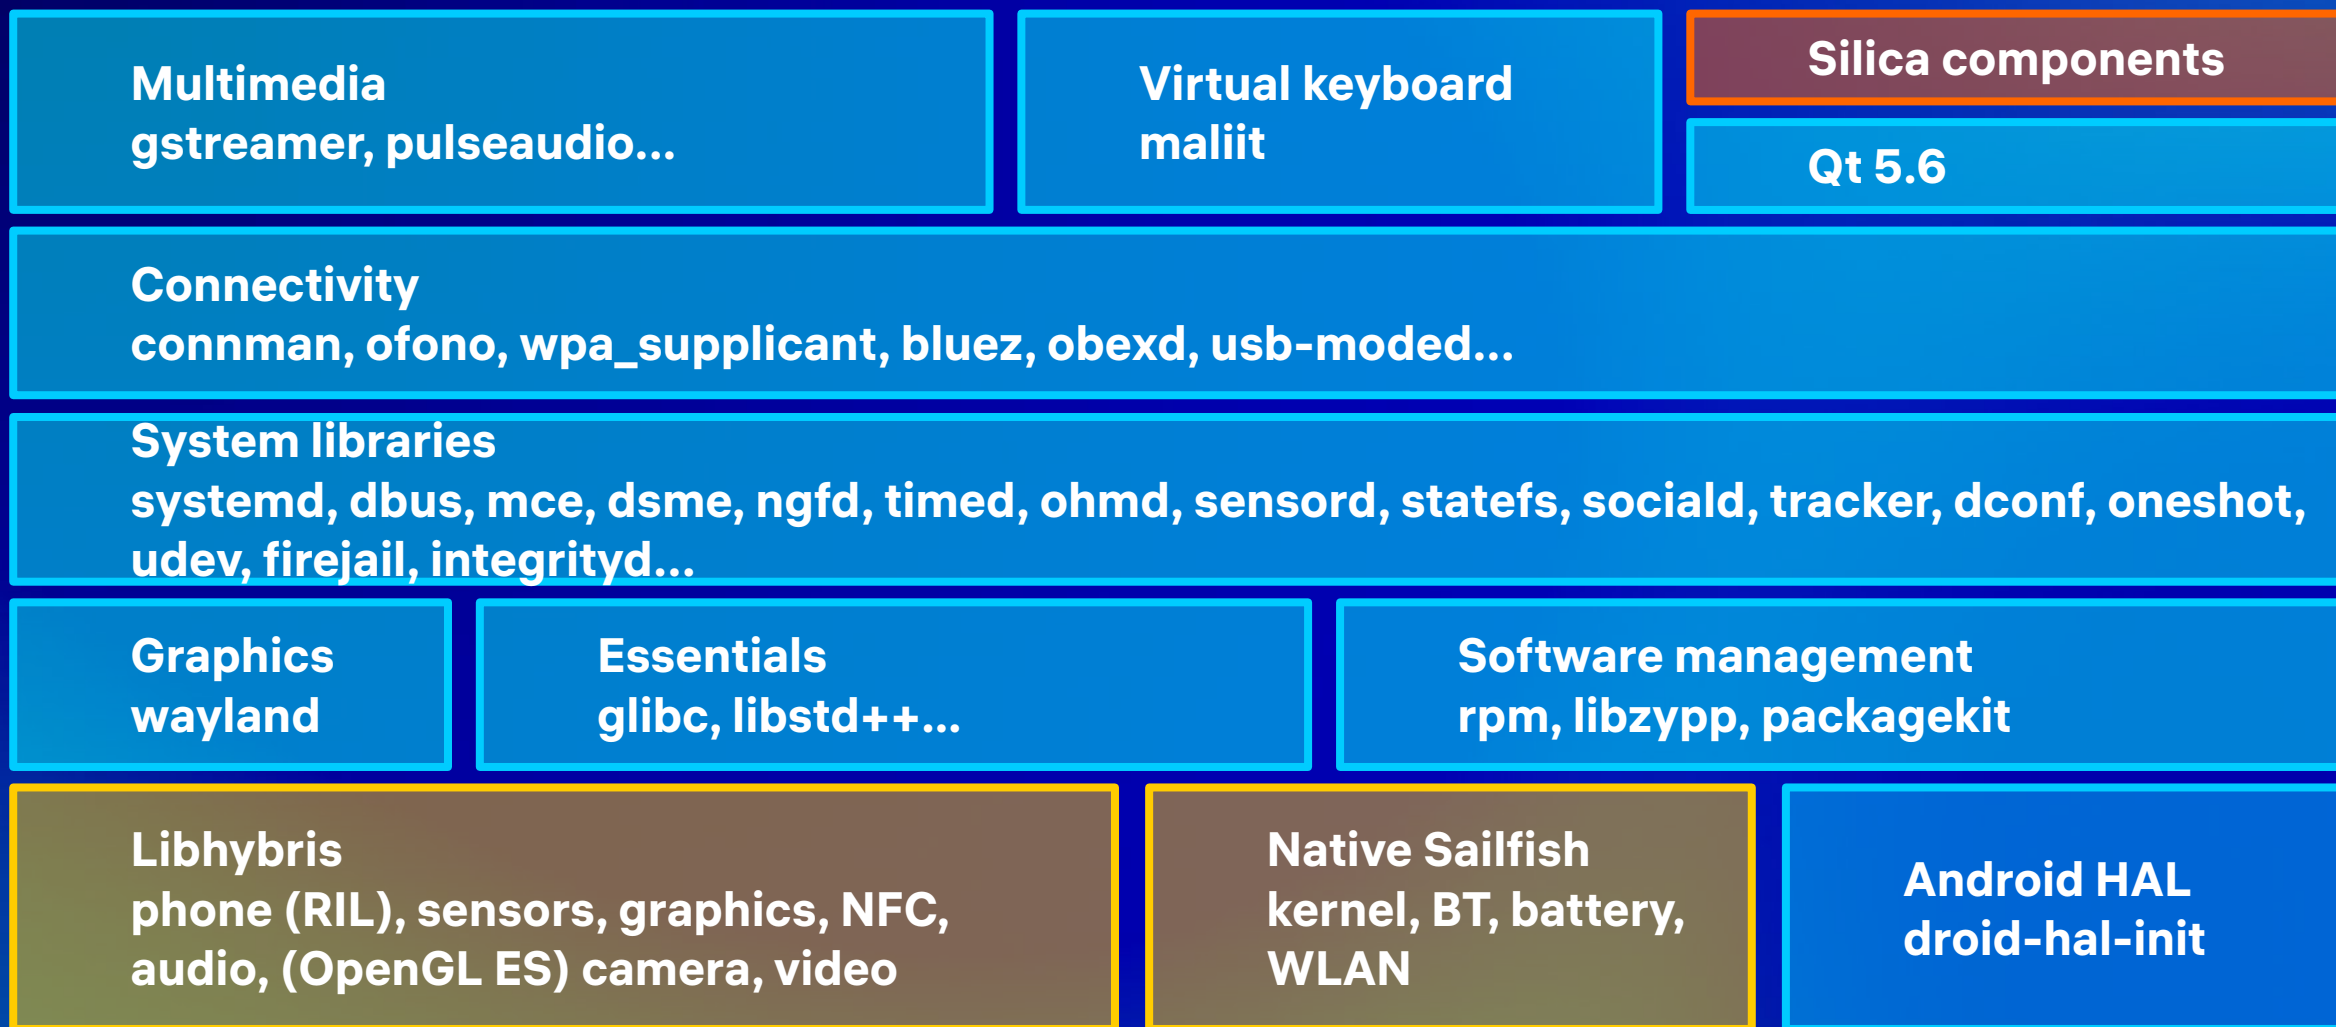 Multimedia
gstreamer, pulseaudio...
Virtual keyboard
maliit
Silica components
Qt 5.6
Connectivity
connman, ofono, wpa_supplicant, bluez, obexd, usb-moded...
System libraries
systemd, dbus, mce, dsme, ngfd, timed, ohmd, sensord, statefs, sociald, tracker, dconf, oneshot,
udev, firejail, integrityd...
Graphics
wayland
Essentials
glibc, libstd++...
Software management
rpm, libzypp, packagekit
Libhybris
phone (RIL), sensors, graphics, NFC,
audio, (OpenGL ES) camera, video
Native Sailfish
kernel, BT, battery,
WLAN
Android HAL
droid-hal-init